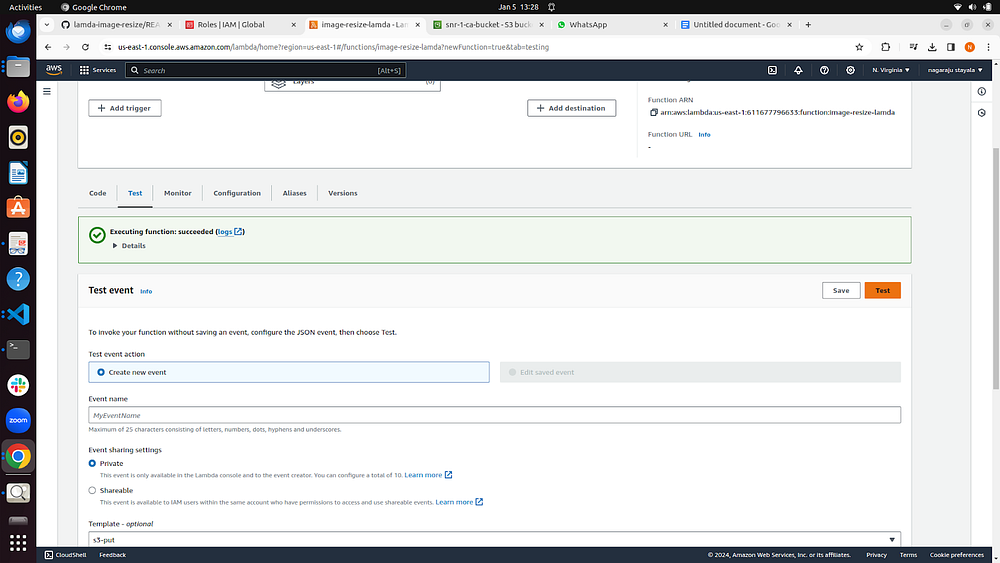 Activities
Google Chrome
Jan 5 13:28
lamda-image-resize/REA
Roles | IAM | Global
image-resize-lamda - Lam
snr-1-ca-bucket - S3 buck
WhatsApp
Untitled document - Goo
us-east-1.console.aws.amazon.com/lambda/home?region=us-east-1#/functions/image-resize-lamda?newFunction=true&tab=testing
N
aws
Services
Search
[Alt+S]
N. Virginia
nagaraju stayala
Layers
(0)
Add trigger
Add destination
Function ARN
arn:aws:lambda:us-east-1:611677796633:function:image-resize-lamda
Function URL Info
-
Code
Test
Monitor
Configuration
Aliases
Versions
Executing function: succeeded (logs)
Details
Test event Info
Save
Test
To invoke your function without saving an event, configure the JSON event, then choose Test.
Test event action
Create new event
Edit saved event
Event name
MyEventName
Maximum of 25 characters consisting of letters, numbers, dots, hyphens and underscores.
Event sharing settings
Private
This event is only available in the Lambda console and to the event creator. You can configure a total of 10. Learn more
Shareable
This event is available to IAM users within the same account who have permissions to access and use shareable events. Learn more
Template - optional
s3-put
zoom
CloudShell
Feedback
© 2024, Amazon Web Services, Inc. or its affiliates.
Privacy
Terms
Cookie preferences